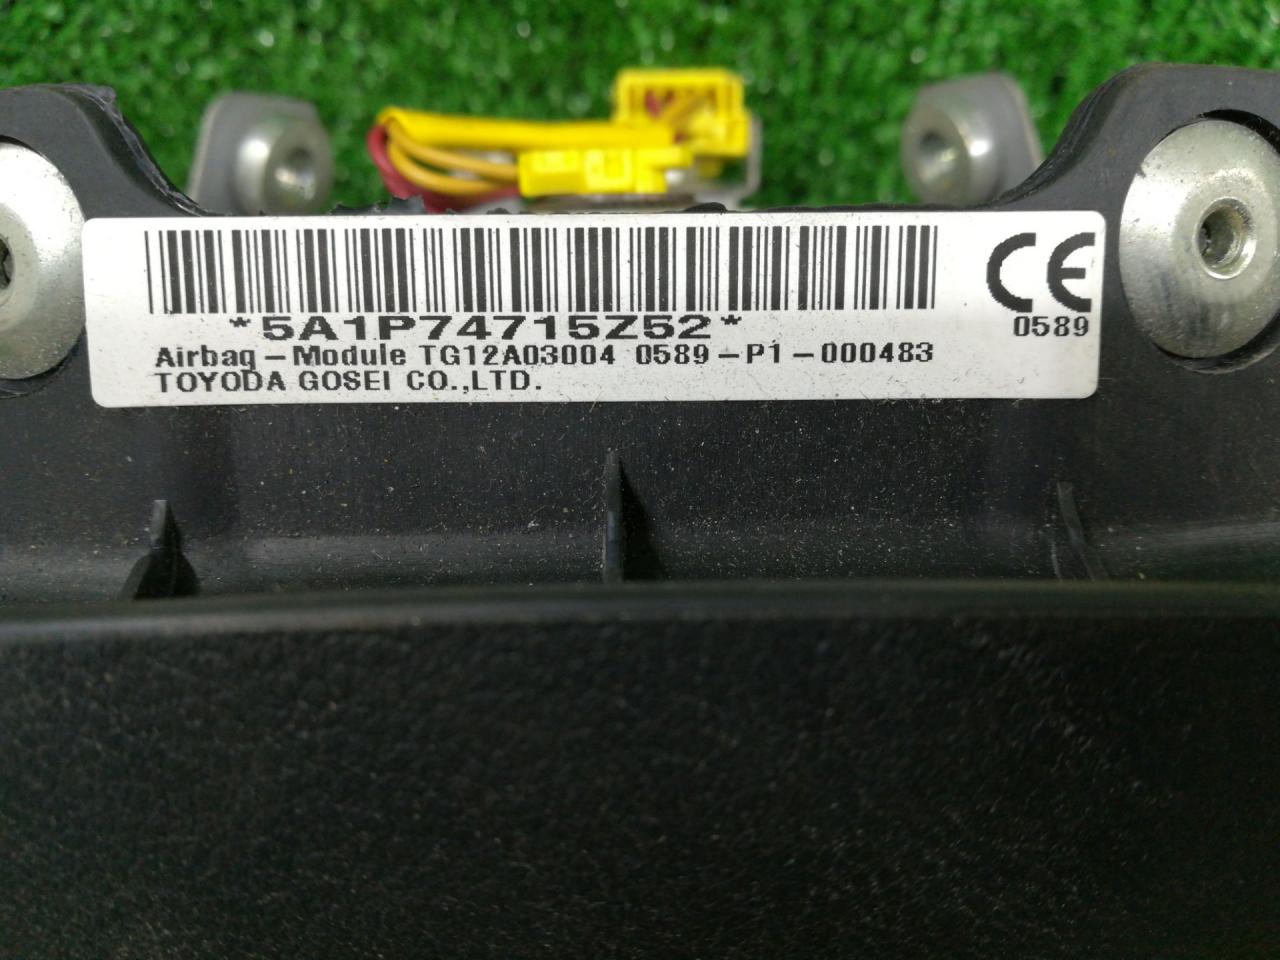 *5A1P74715Z52*
Airbag-Module TG12A03004 0589-P1-000483
TOYODA GOSEI CO.,LTD.
CE
0589